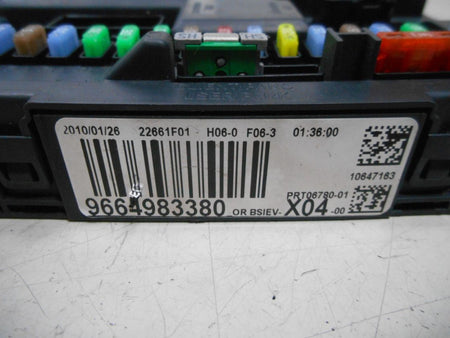 2010/01/26 22661F01 - H06-0 F06-3 01:36:00
10647163
PRT06780-01
9664983380 OR BSIEV- X04 -00